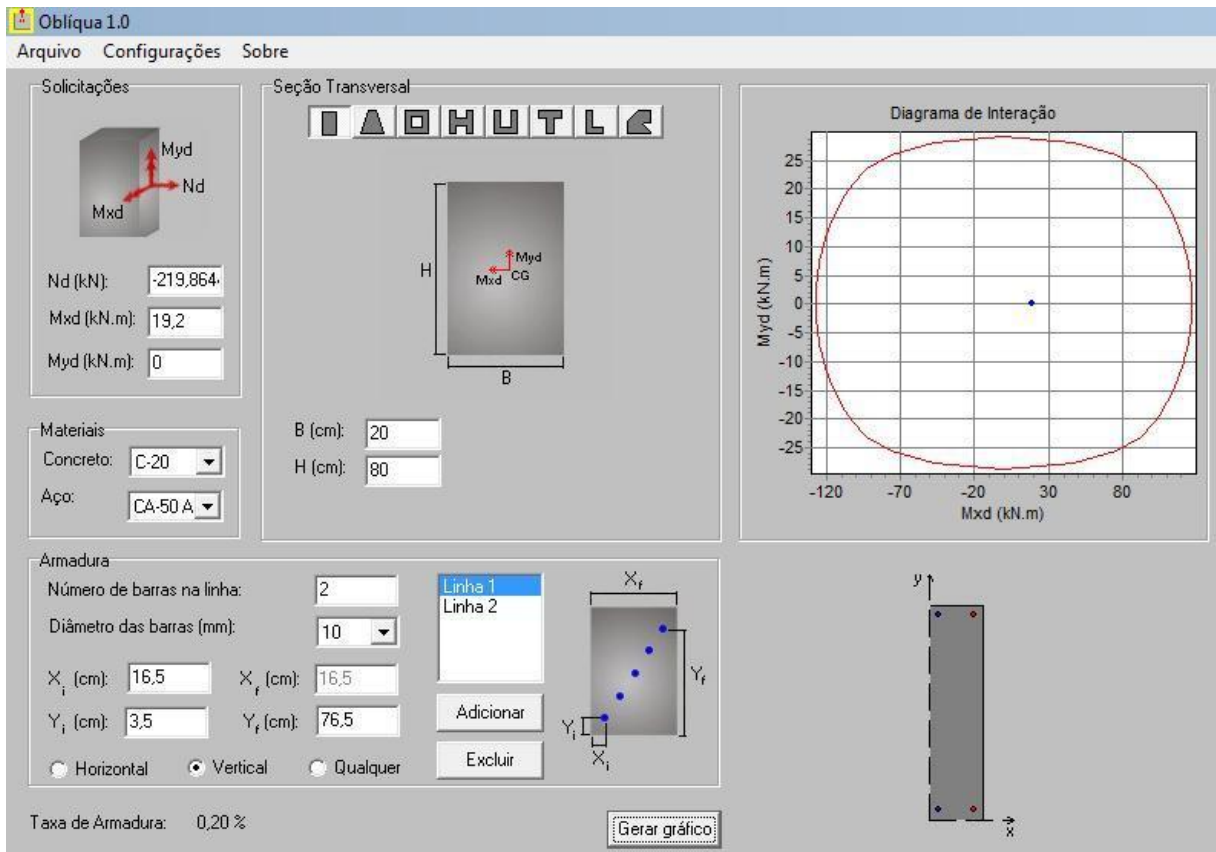 Oblíqua 1.0
Arquivo Configurações Sobre
Solicitações
Myd
Nd
Mxd
Nd (kN): -219,864
Mxd (kN.m): 19,2
Myd (kN.m): 0
Materiais
Concreto: C-20
Aço: CA-50 A
Seção Transversal
H
Myd
Mxd CG
B
B (cm): 20
H (cm): 80
Diagrama de Interação
25
20
15
10
5
0
-5
-10
-15
-20
-25
Myd (kN.m)
-120 -70 -20 30 80
Mxd (kN.m)
Armadura
Número de barras na linha: 2
Diâmetro das barras (mm): 10
Xi (cm): 16,5 Xf (cm): 16,5
Yi (cm): 3,5 Yf (cm): 76,5
Horizontal Vertical Qualquer
Linha 1
Linha 2
Adicionar
Excluir
Xf
Yf
Yi
Xi
Taxa de Armadura: 0,20 %
Gerar gráfico
y
x